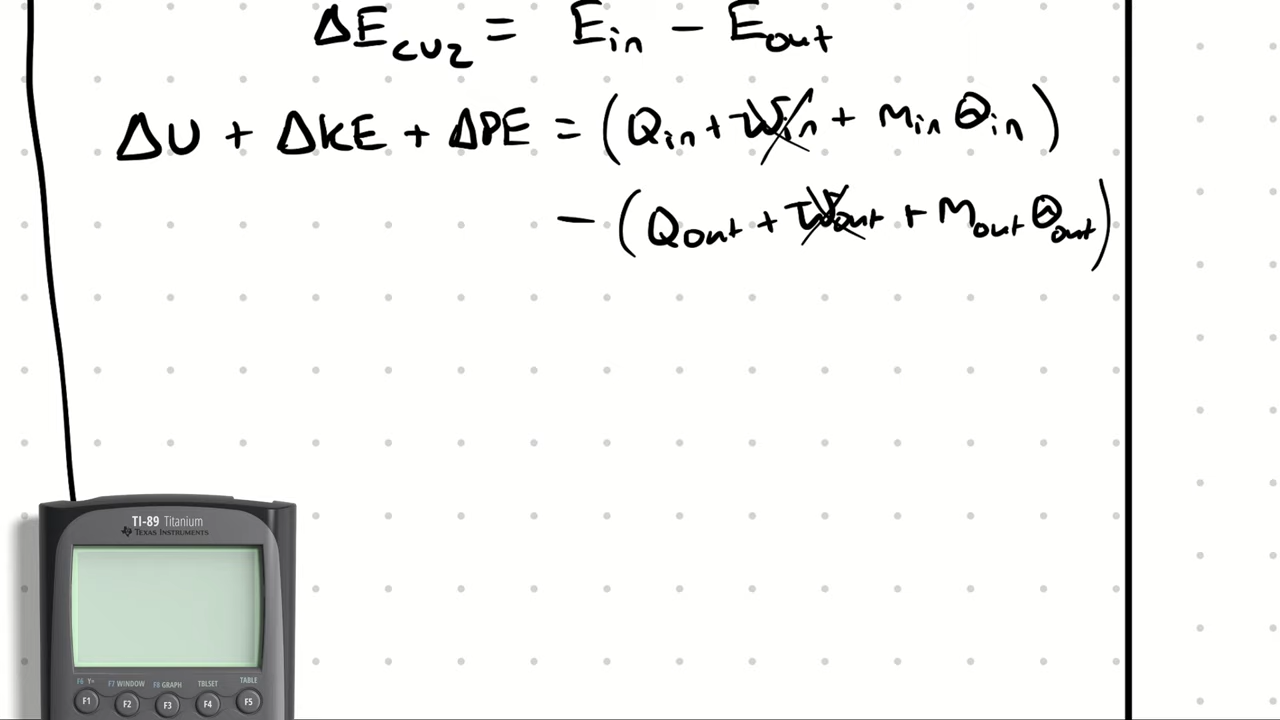 ΔE_CV2 = E_in − E_out
ΔU + ΔKE + ΔPE = (Q_in + W_in + m_in Θ_in)
− (Q_out + W_out + m_out Θ_out)
TI-89 Titanium
TEXAS INSTRUMENTS
F6 Y= F7 WINDOW F8 GRAPH TBLSET TABLE
F1 F2 F3 F4 F5